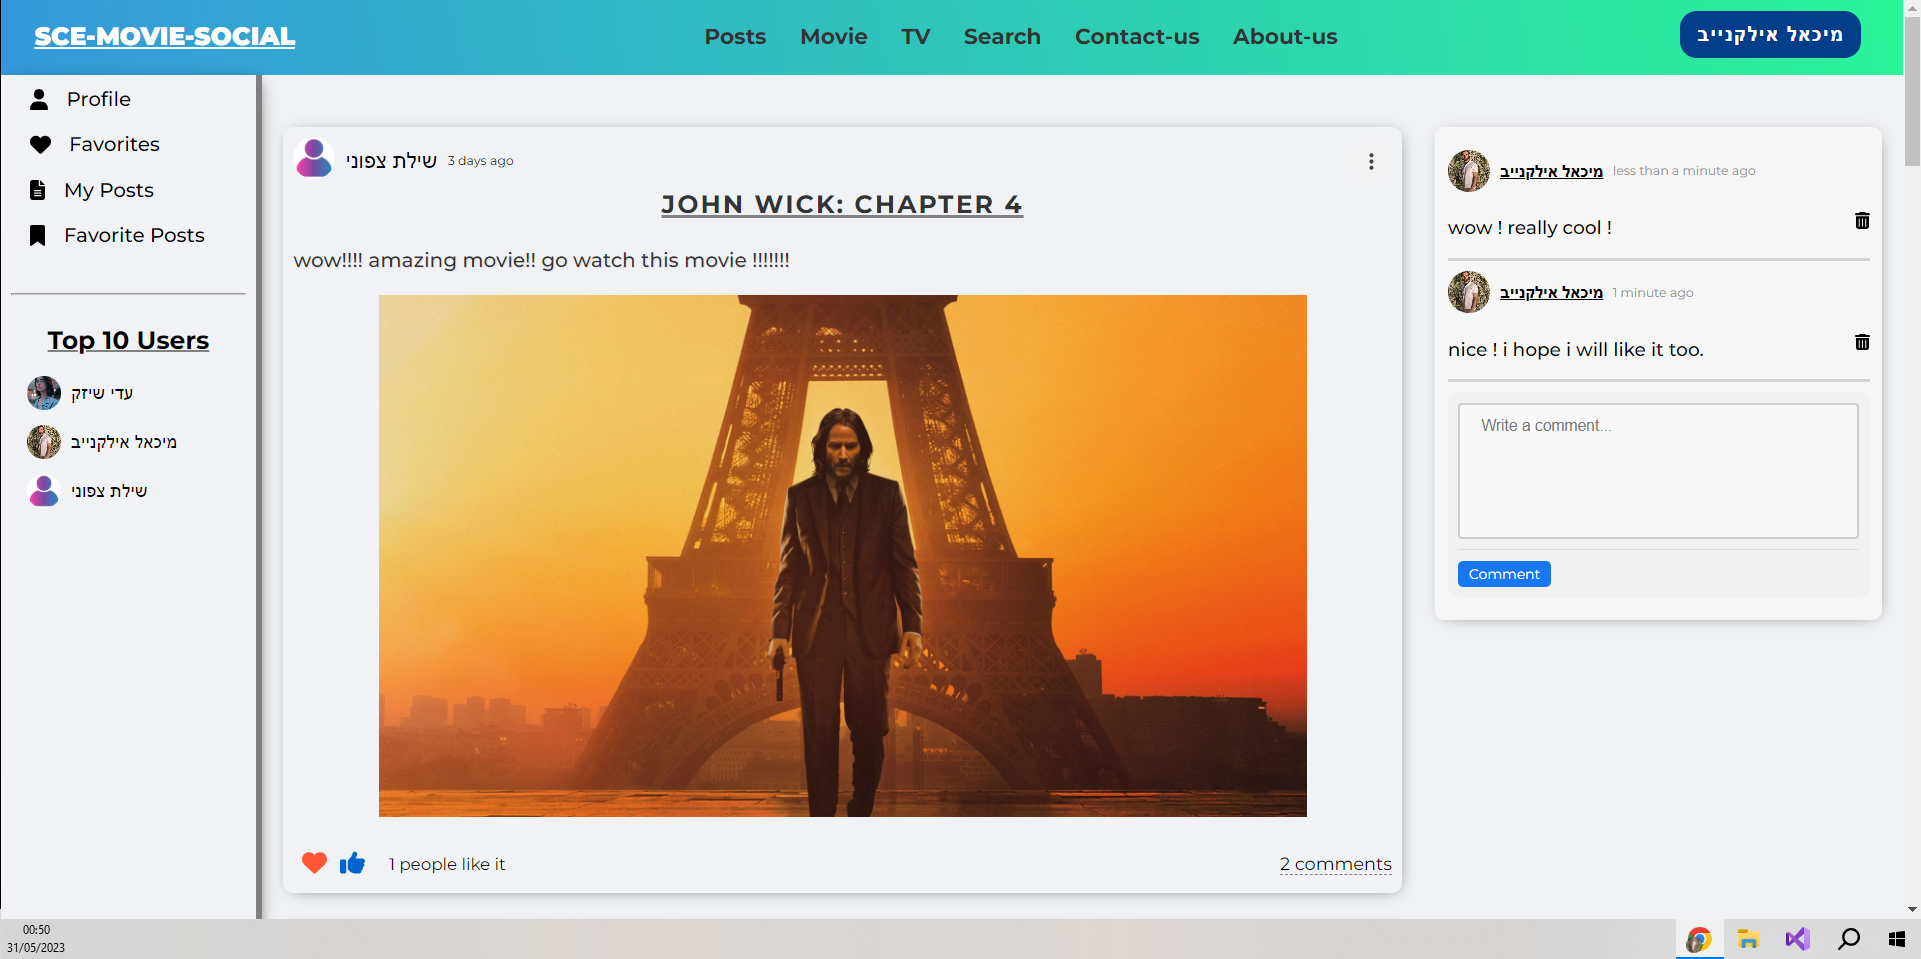 SCE-MOVIE-SOCIAL
Posts Movie TV Search Contact-us About-us
מיכאל אילקנייב
Profile
Favorites
My Posts
Favorite Posts
Top 10 Users
עדי שיזק
מיכאל אילקנייב
שילת צפוני
שילת צפוני 3 days ago
JOHN WICK: CHAPTER 4
wow!!!! amazing movie!! go watch this movie !!!!!!!
1 people like it
2 comments
מיכאל אילקנייב less than a minute ago
wow ! really cool !
מיכאל אילקנייב 1 minute ago
nice ! i hope i will like it too.
Write a comment...
Comment
00:50
31/05/2023